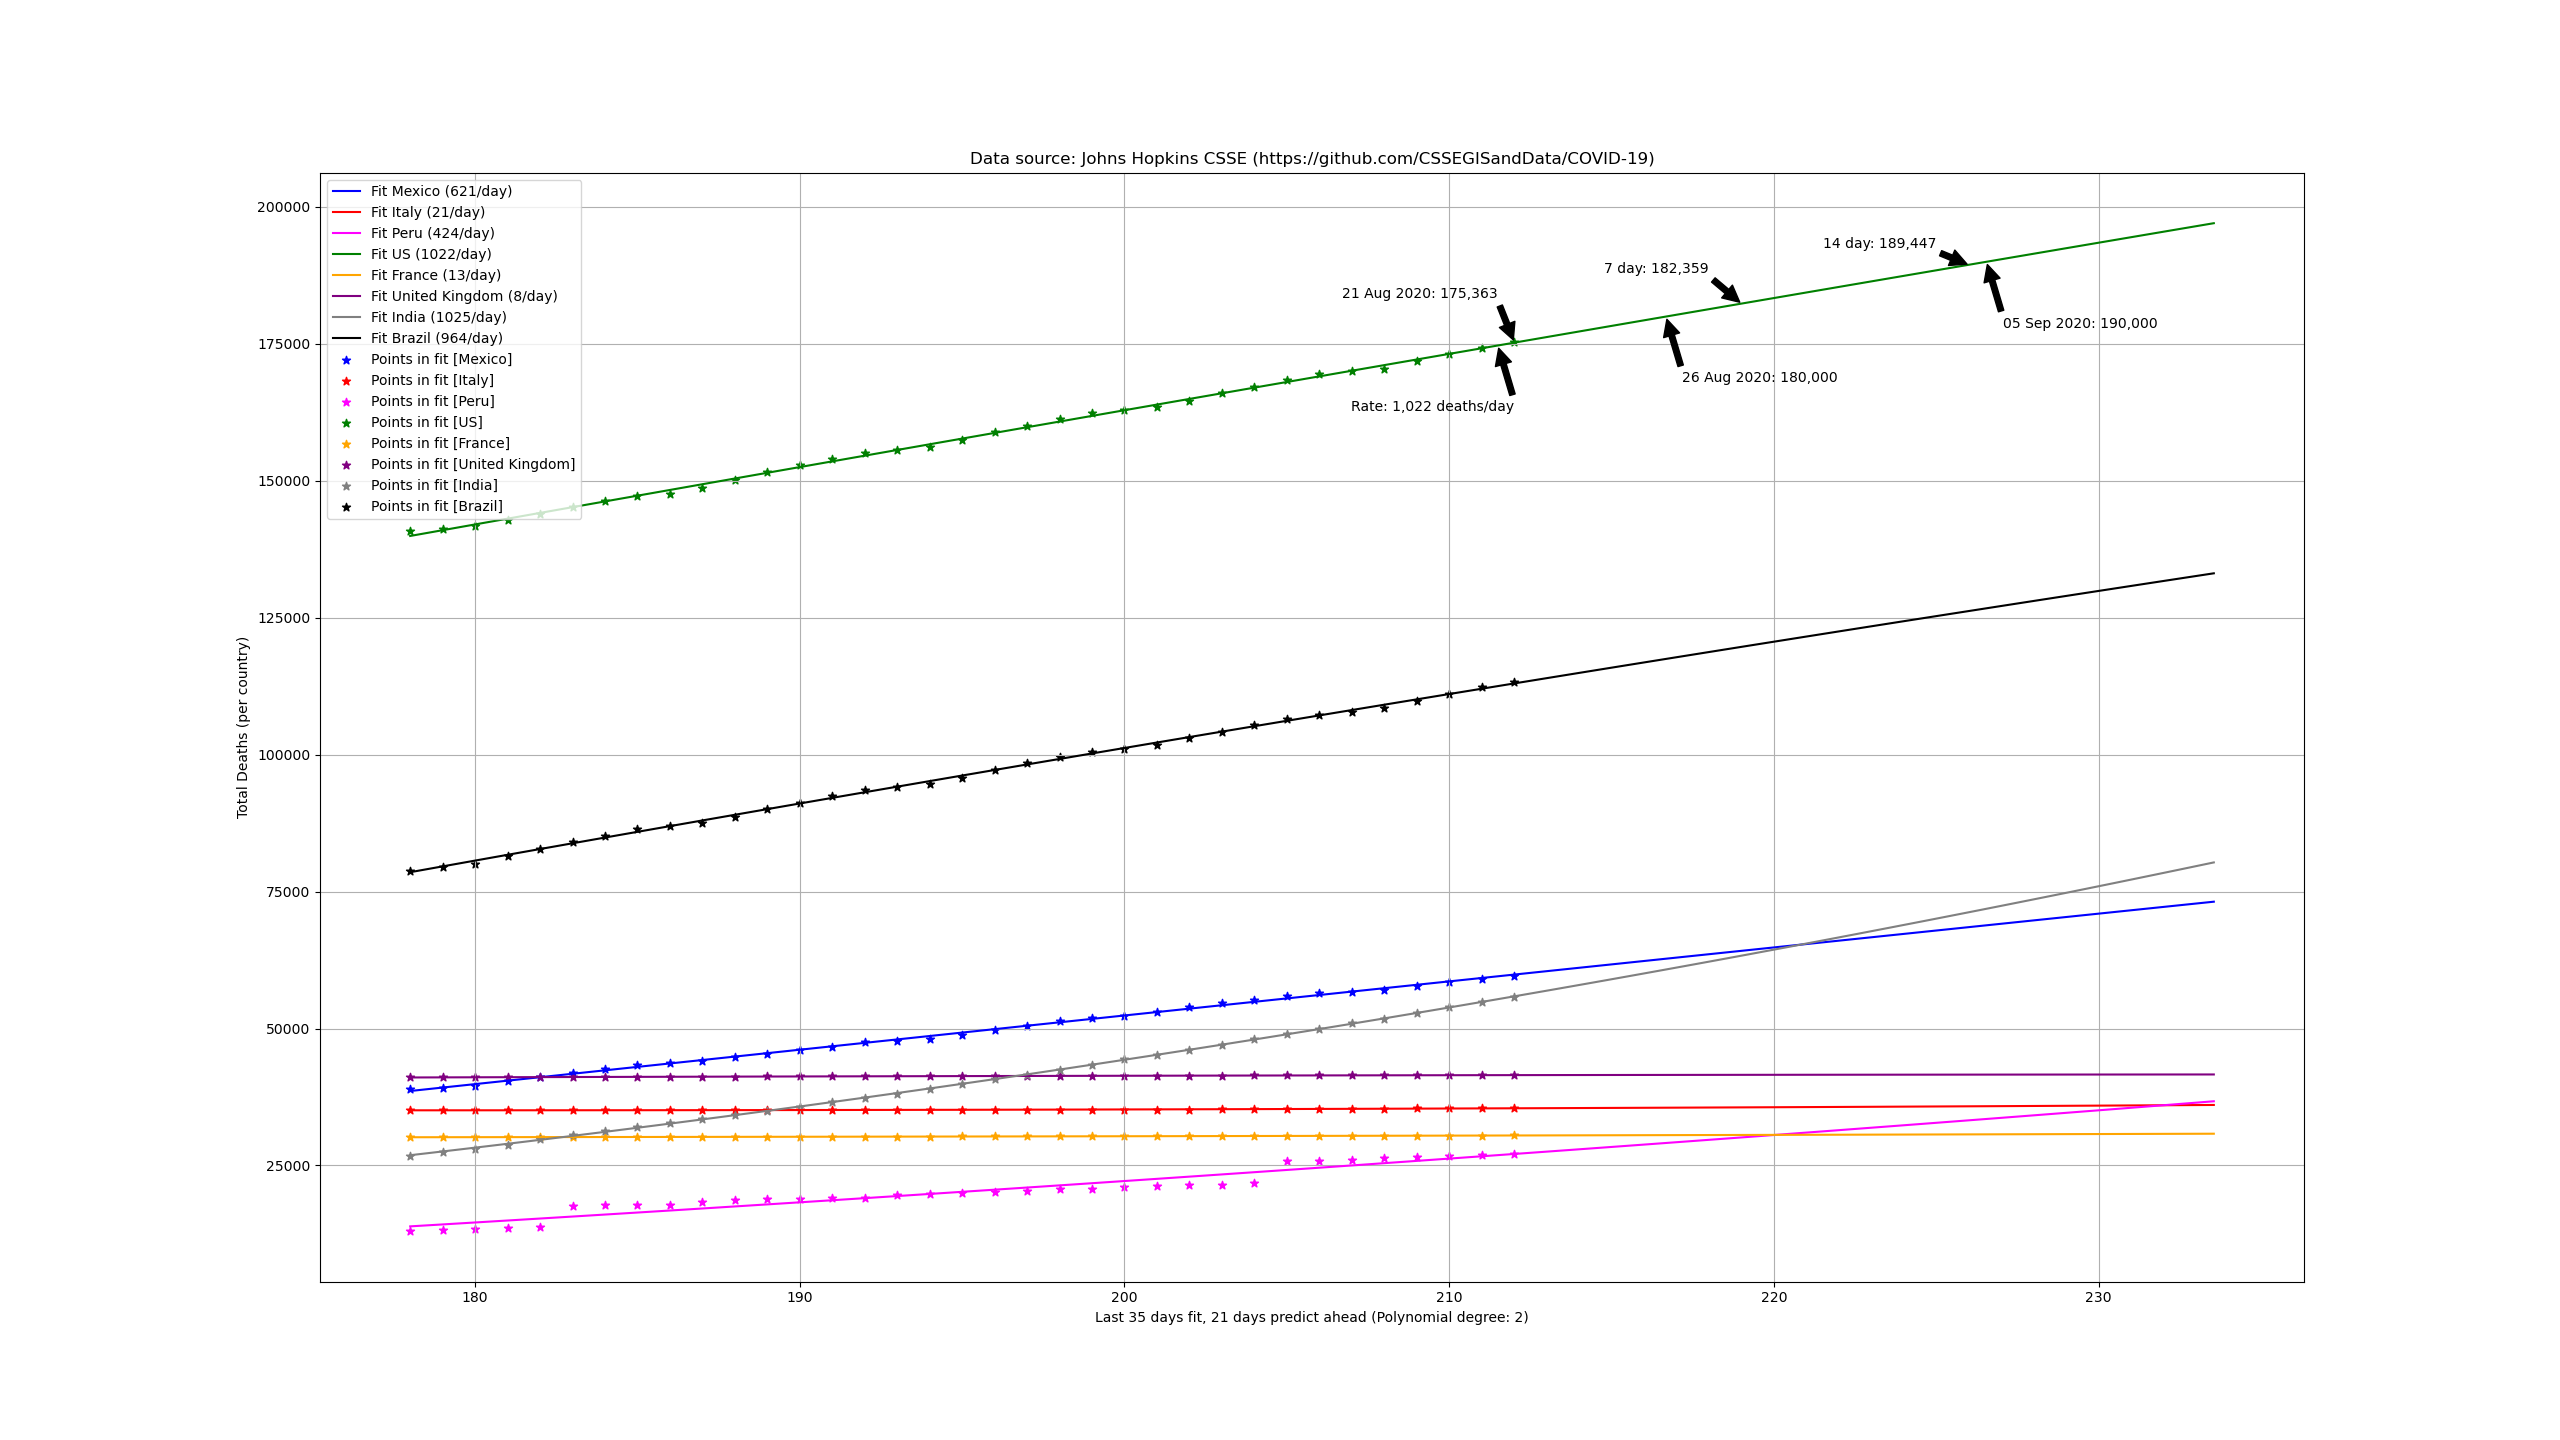 Data source: Johns Hopkins CSSE (https://github.com/CSSEGISandData/COVID-19)
Fit Mexico (621/day)
Fit Italy (21/day)
Fit Peru (424/day)
Fit US (1022/day)
Fit France (13/day)
Fit United Kingdom (8/day)
Fit India (1025/day)
Fit Brazil (964/day)
Points in fit [Mexico]
Points in fit [Italy]
Points in fit [Peru]
Points in fit [US]
Points in fit [France]
Points in fit [United Kingdom]
Points in fit [India]
Points in fit [Brazil]
14 day: 189,447
7 day: 182,359
21 Aug 2020: 175,363
05 Sep 2020: 190,000
26 Aug 2020: 180,000
Rate: 1,022 deaths/day
Total Deaths (per country)
200000
175000
150000
125000
100000
75000
50000
25000
180 190 200 210 220 230
Last 35 days fit, 21 days predict ahead (Polynomial degree: 2)